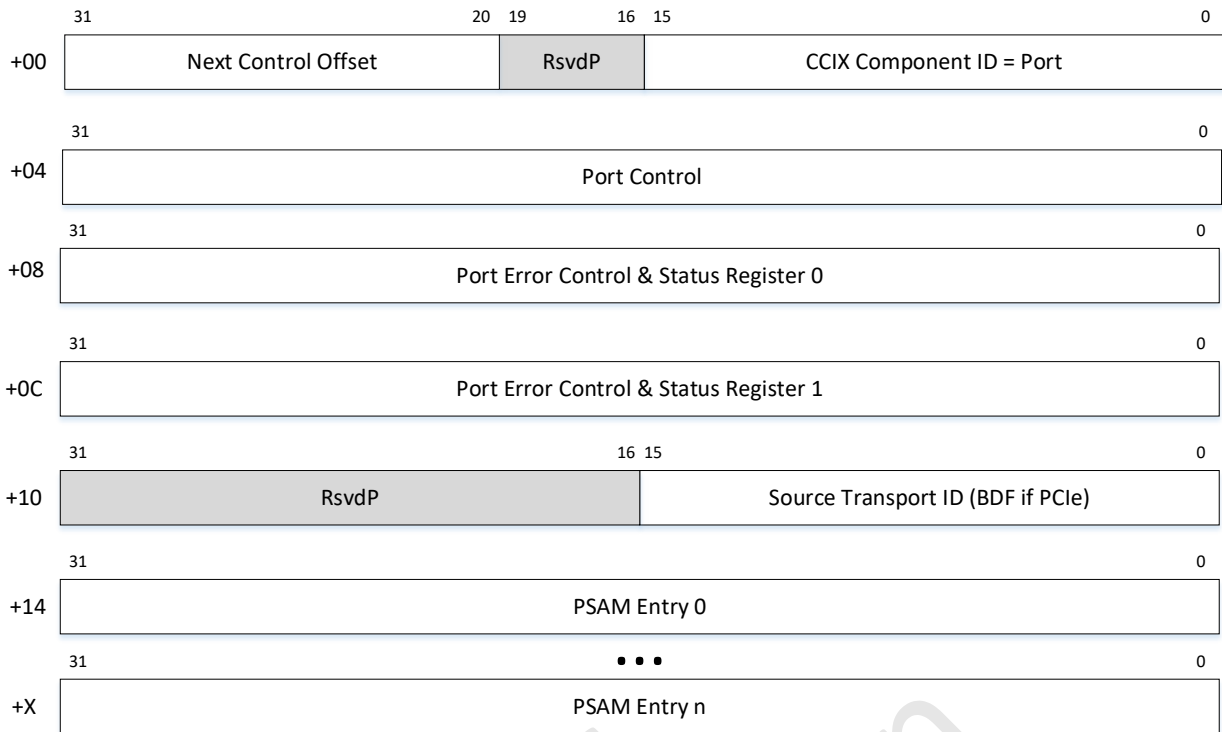 31 20 19 16 15 0
+00 Next Control Offset RsvdP CCIX Component ID = Port
31 0
+04 Port Control
31 0
+08 Port Error Control & Status Register 0
31 0
+0C Port Error Control & Status Register 1
31 16 15 0
+10 RsvdP Source Transport ID (BDF if PCIe)
31 0
+14 PSAM Entry 0
31 ... 0
+X PSAM Entry n